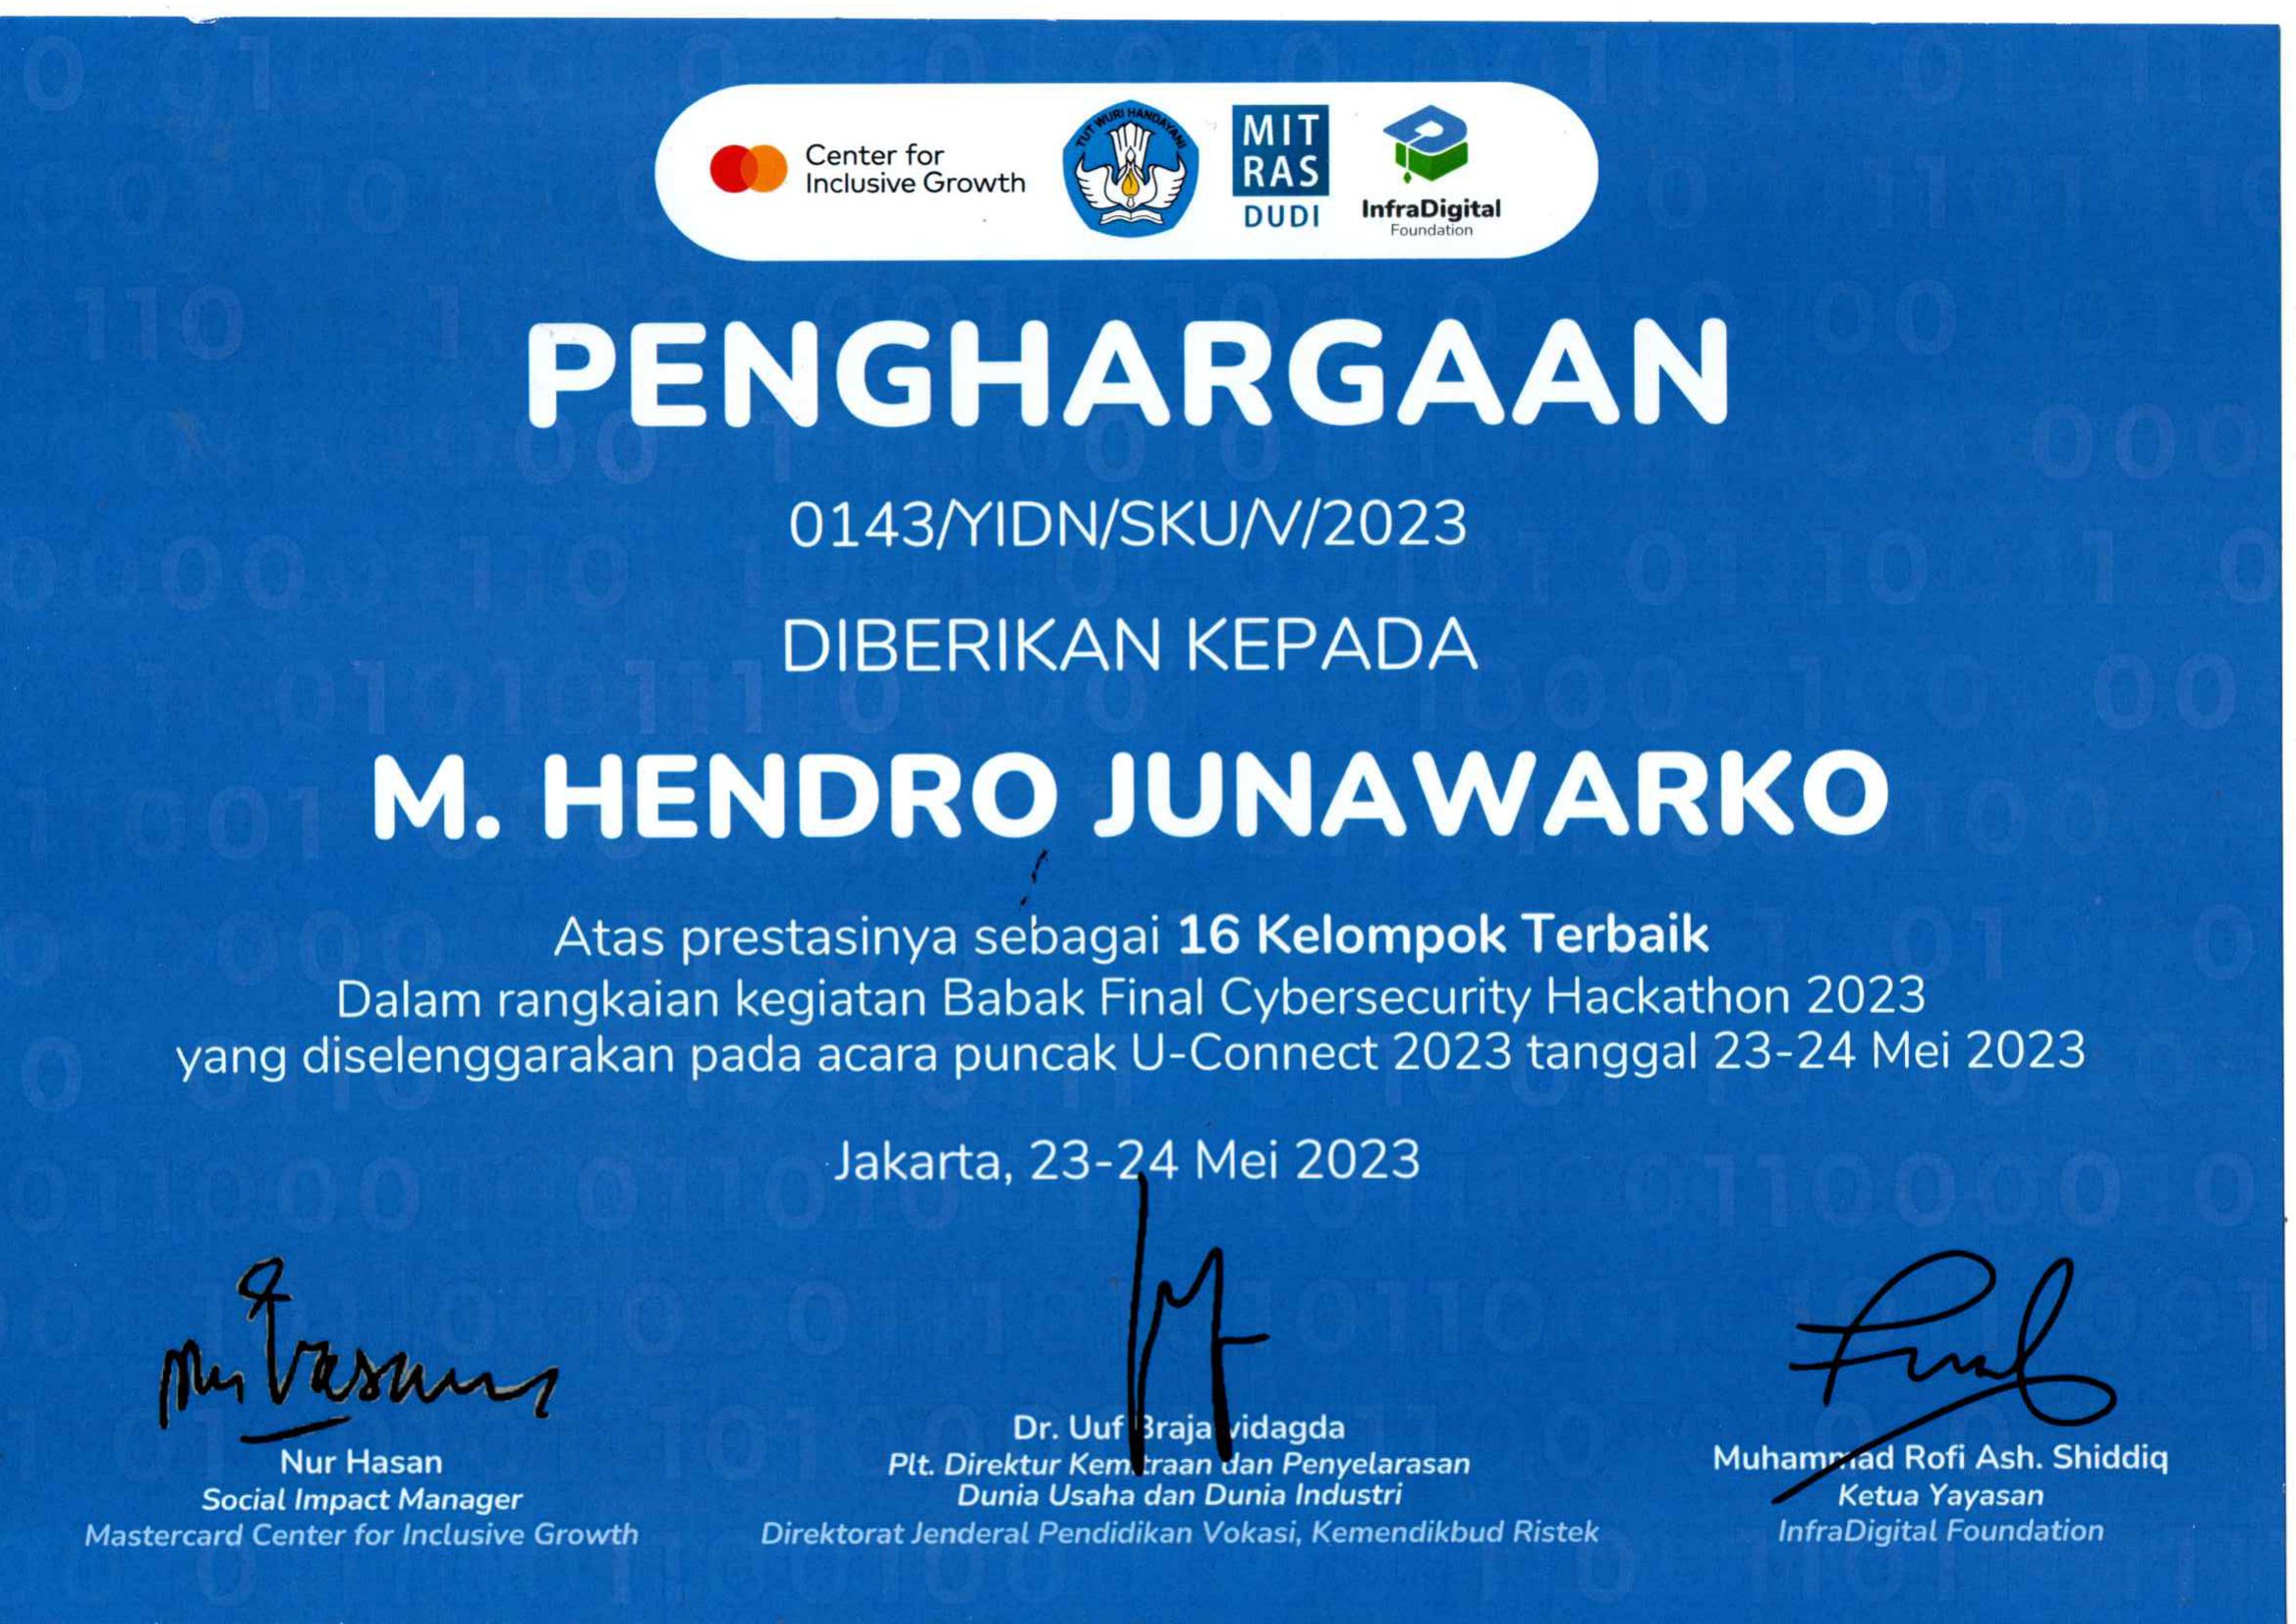 Center for
Inclusive Growth
TUT WURI HANDAYANI
MIT
RAS
DUDI
InfraDigital
Foundation
PENGHARGAAN
0143/YIDN/SKU/V/2023
DIBERIKAN KEPADA
M. HENDRO JUNAWARKO
Atas prestasinya sebagai 16 Kelompok Terbaik
Dalam rangkaian kegiatan Babak Final Cybersecurity Hackathon 2023
yang diselenggarakan pada acara puncak U-Connect 2023 tanggal 23-24 Mei 2023
Jakarta, 23-24 Mei 2023
Nur Hasan
Social Impact Manager
Mastercard Center for Inclusive Growth
Dr. Uuf Brajawidagda
Plt. Direktur Kemitraan dan Penyelarasan
Dunia Usaha dan Dunia Industri
Direktorat Jenderal Pendidikan Vokasi, Kemendikbud Ristek
Muhammad Rofi Ash. Shiddiq
Ketua Yayasan
InfraDigital Foundation